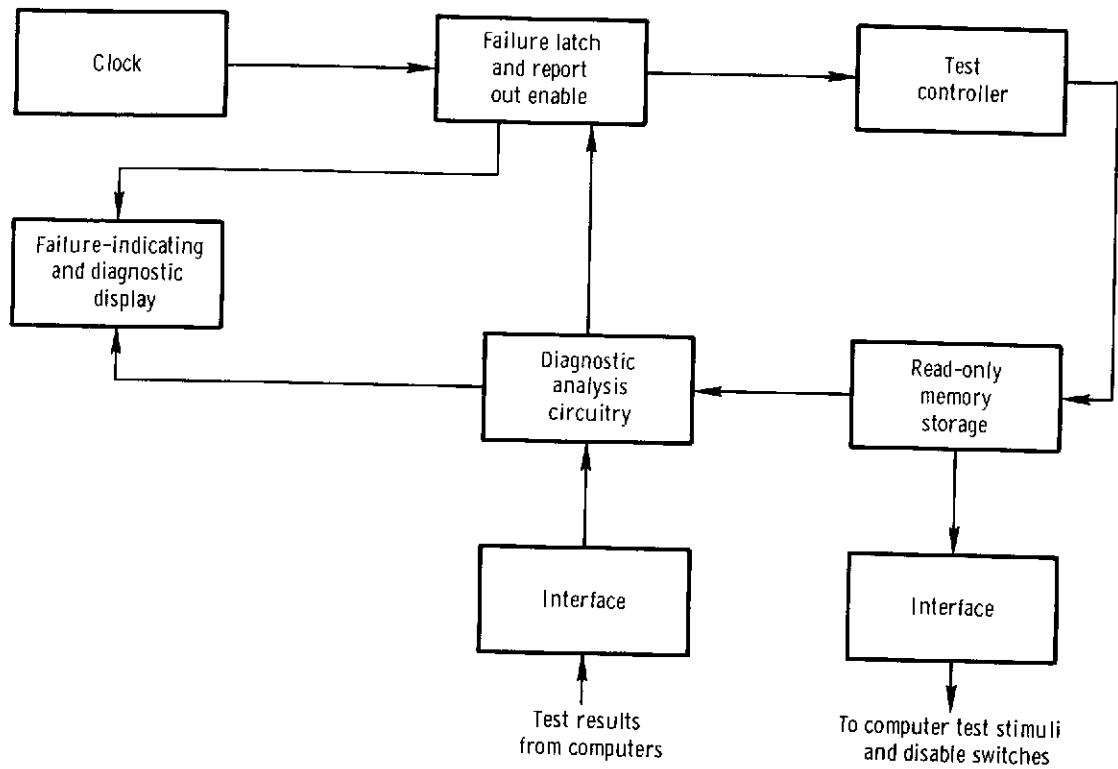 Clock
Failure latch
and report
out enable
Test
controller
Failure-indicating
and diagnostic
display
Diagnostic
analysis
circuitry
Read-only
memory
storage
Interface
Interface
Test results
from computers
To computer test stimuli
and disable switches